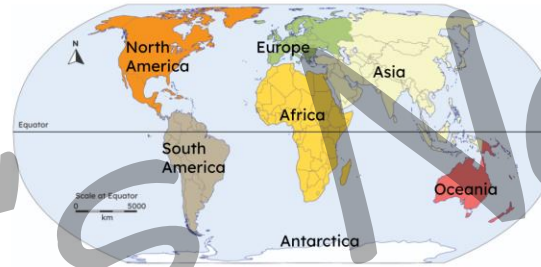 North
America
Europe
Asia
N
Africa
Equator
South
America
Oceania
Scale at Equator
0 5000
km
Antarctica